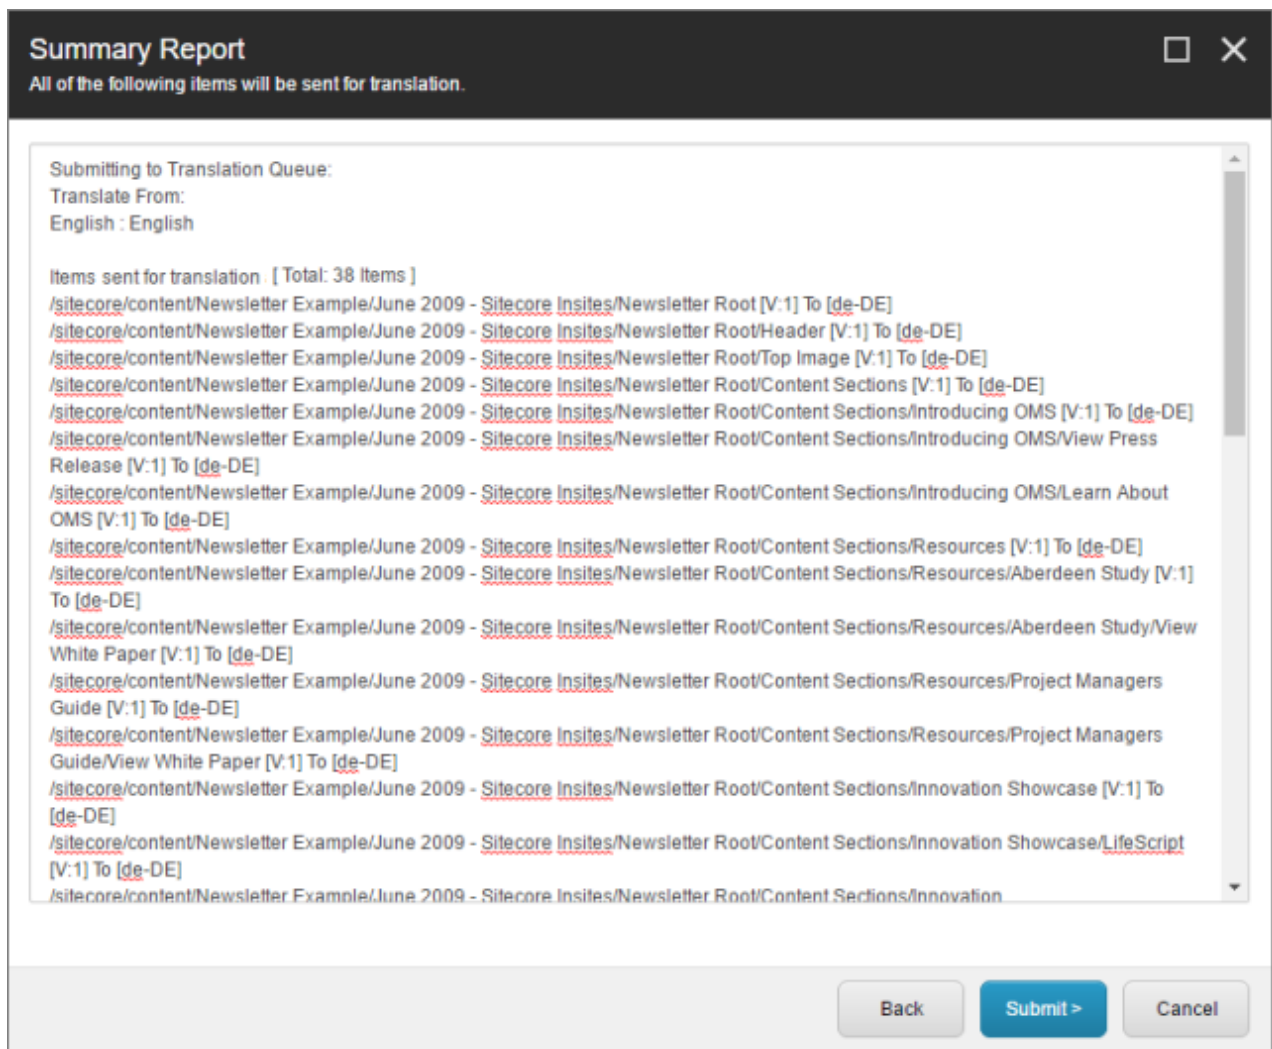 Summary Report
All of the following items will be sent for translation.
Submitting to Translation Queue:
Translate From:
English : English
Items sent for translation [ Total: 38 Items ]
/sitecore/content/Newsletter Example/June 2009 - Sitecore Insites/Newsletter Root [V:1] To [de-DE]
/sitecore/content/Newsletter Example/June 2009 - Sitecore Insites/Newsletter Root/Header [V:1] To [de-DE]
/sitecore/content/Newsletter Example/June 2009 - Sitecore Insites/Newsletter Root/Top Image [V:1] To [de-DE]
/sitecore/content/Newsletter Example/June 2009 - Sitecore Insites/Newsletter Root/Content Sections [V:1] To [de-DE]
/sitecore/content/Newsletter Example/June 2009 - Sitecore Insites/Newsletter Root/Content Sections/Introducing OMS [V:1] To [de-DE]
/sitecore/content/Newsletter Example/June 2009 - Sitecore Insites/Newsletter Root/Content Sections/Introducing OMS/View Press
Release [V:1] To [de-DE]
/sitecore/content/Newsletter Example/June 2009 - Sitecore Insites/Newsletter Root/Content Sections/Introducing OMS/Learn About
OMS [V:1] To [de-DE]
/sitecore/content/Newsletter Example/June 2009 - Sitecore Insites/Newsletter Root/Content Sections/Resources [V:1] To [de-DE]
/sitecore/content/Newsletter Example/June 2009 - Sitecore Insites/Newsletter Root/Content Sections/Resources/Aberdeen Study [V:1]
To [de-DE]
/sitecore/content/Newsletter Example/June 2009 - Sitecore Insites/Newsletter Root/Content Sections/Resources/Aberdeen Study/View
White Paper [V:1] To [de-DE]
/sitecore/content/Newsletter Example/June 2009 - Sitecore Insites/Newsletter Root/Content Sections/Resources/Project Managers
Guide [V:1] To [de-DE]
/sitecore/content/Newsletter Example/June 2009 - Sitecore Insites/Newsletter Root/Content Sections/Resources/Project Managers
Guide/View White Paper [V:1] To [de-DE]
/sitecore/content/Newsletter Example/June 2009 - Sitecore Insites/Newsletter Root/Content Sections/Innovation Showcase [V:1] To
[de-DE]
/sitecore/content/Newsletter Example/June 2009 - Sitecore Insites/Newsletter Root/Content Sections/Innovation Showcase/LifeScript
[V:1] To [de-DE]
/sitecore/content/Newsletter Example/June 2009 - Sitecore Insites/Newsletter Root/Content Sections/Innovation
Back
Submit >
Cancel